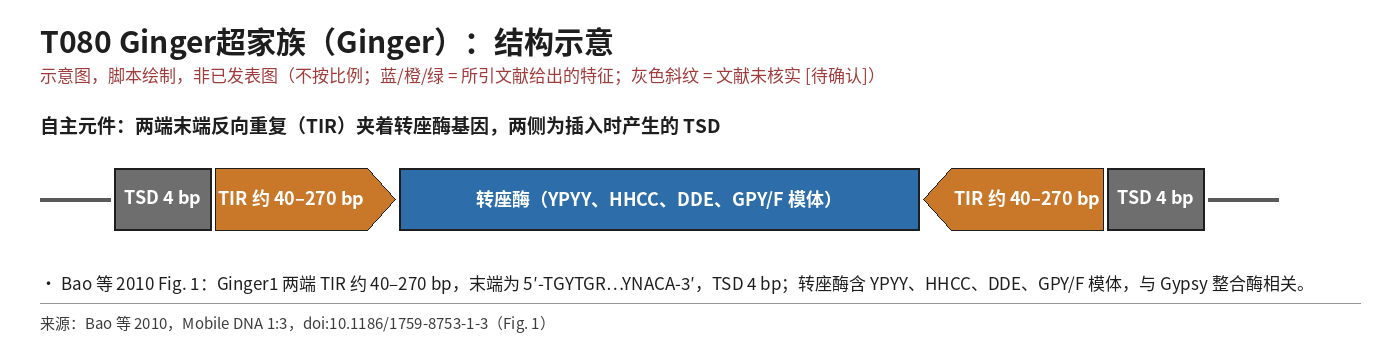 T080 Ginger超家族（Ginger）：结构示意
示意图，脚本绘制，非已发表图（不按比例；蓝/橙/绿 = 所引文献给出的特征；灰色斜纹 = 文献未核实 [待确认]）
自主元件：两端末端反向重复（TIR）夹着转座酶基因，两侧为插入时产生的 TSD
TSD 4 bp TIR 约 40–270 bp 转座酶（YPYY、HHCC、DDE、GPY/F 模体） TIR 约 40–270 bp TSD 4 bp
・ Bao 等 2010 Fig. 1：Ginger1 两端 TIR 约 40–270 bp，末端为 5′-TGYTGR…YNACA-3′，TSD 4 bp；转座酶含 YPYY、HHCC、DDE、GPY/F 模体，与 Gypsy 整合酶相关。
来源：Bao 等 2010，Mobile DNA 1:3，doi:10.1186/1759-8753-1-3（Fig. 1）